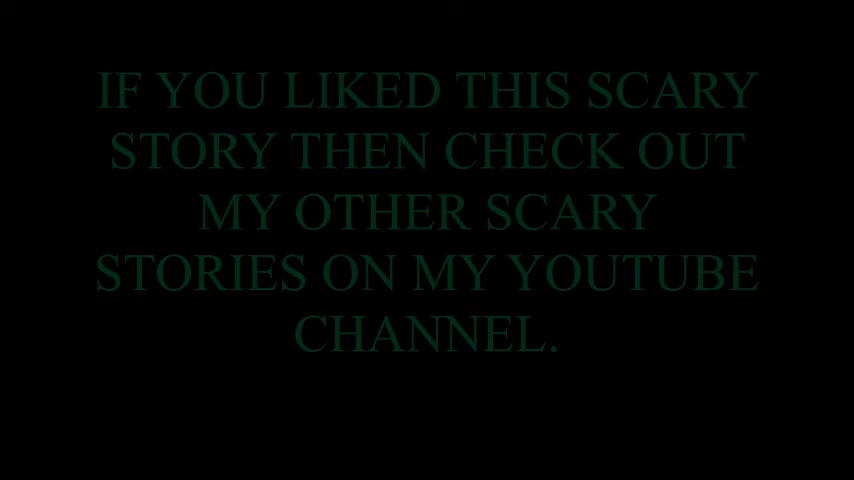 IF YOU LIKED THIS SCARY
STORY THEN CHECK OUT
MY OTHER SCARY
STORIES ON MY YOUTUBE
CHANNEL.